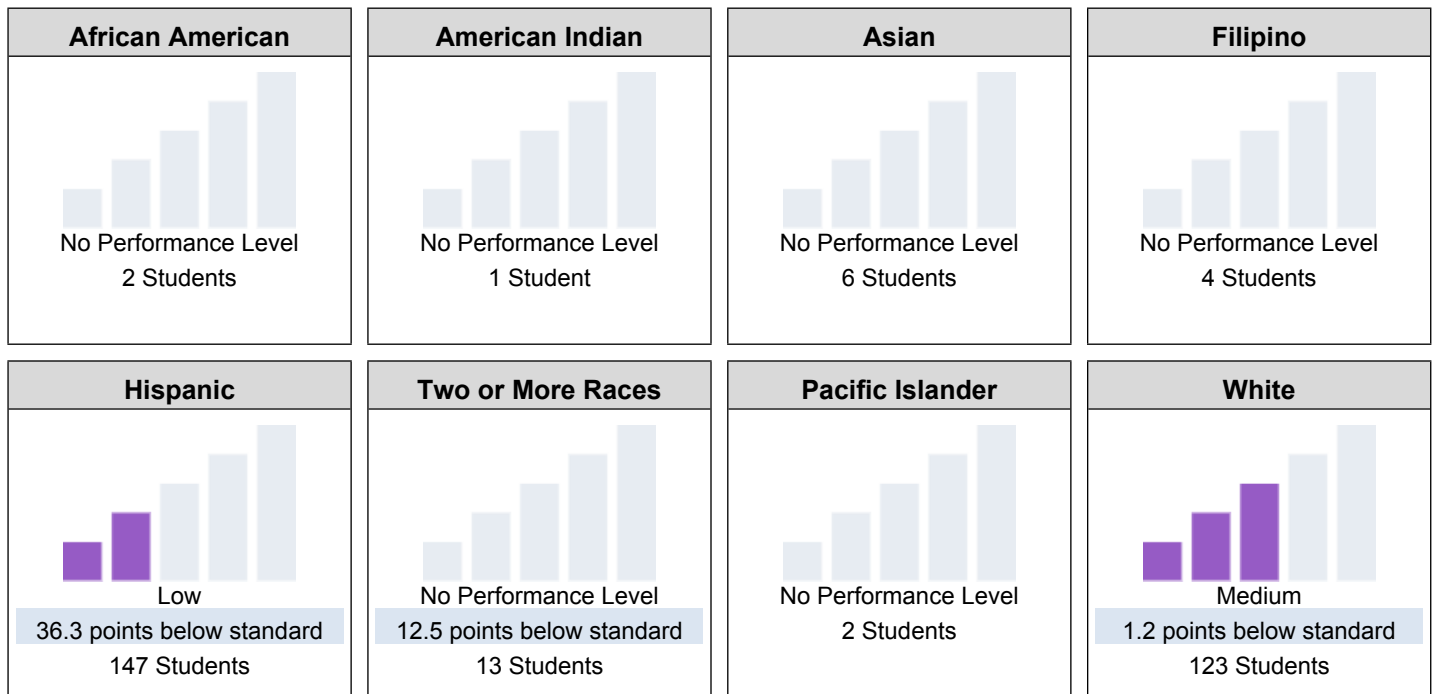 African American
No Performance Level
2 Students
American Indian
No Performance Level
1 Student
Asian
No Performance Level
6 Students
Filipino
No Performance Level
4 Students
Hispanic
Low
36.3 points below standard
147 Students
Two or More Races
No Performance Level
12.5 points below standard
13 Students
Pacific Islander
No Performance Level
2 Students
White
Medium
1.2 points below standard
123 Students